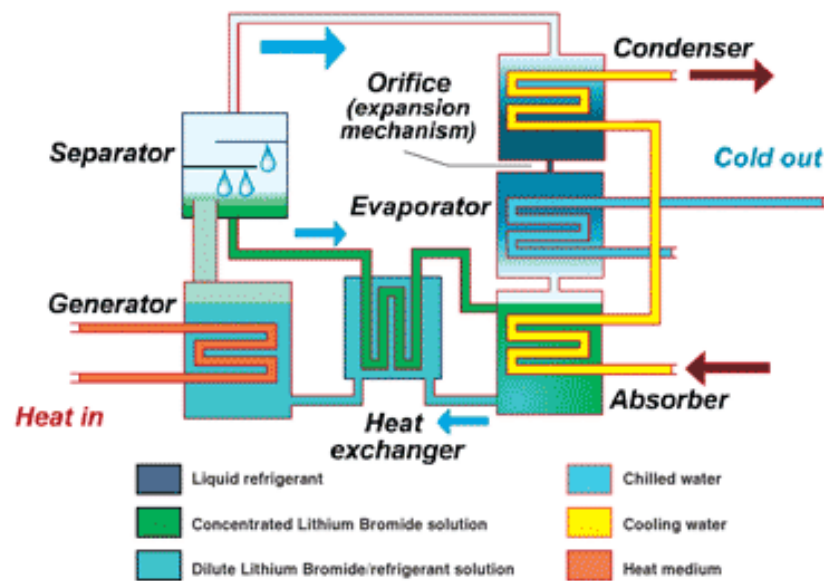 Condenser
Orifice
(expansion
mechanism)
Separator
Cold out
Evaporator
Generator
Heat in
Absorber
Heat
exchanger
Liquid refrigerant
Chilled water
Concentrated Lithium Bromide solution
Cooling water
Dilute Lithium Bromide/refrigerant solution
Heat medium